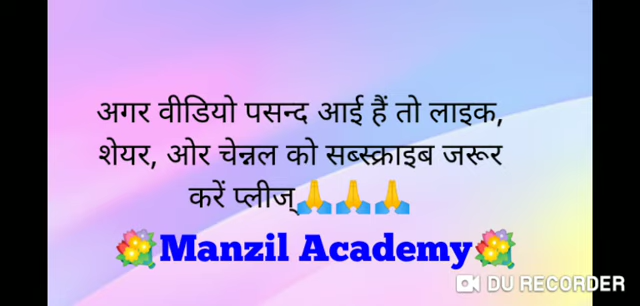 अगर वीडियो पसन्द आई हैं तो लाइक,
शेयर, ओर चेन्नल को सब्स्क्राइब जरूर
करें प्लीज्🙏🙏🙏
💐Manzil Academy💐
DU RECORDER